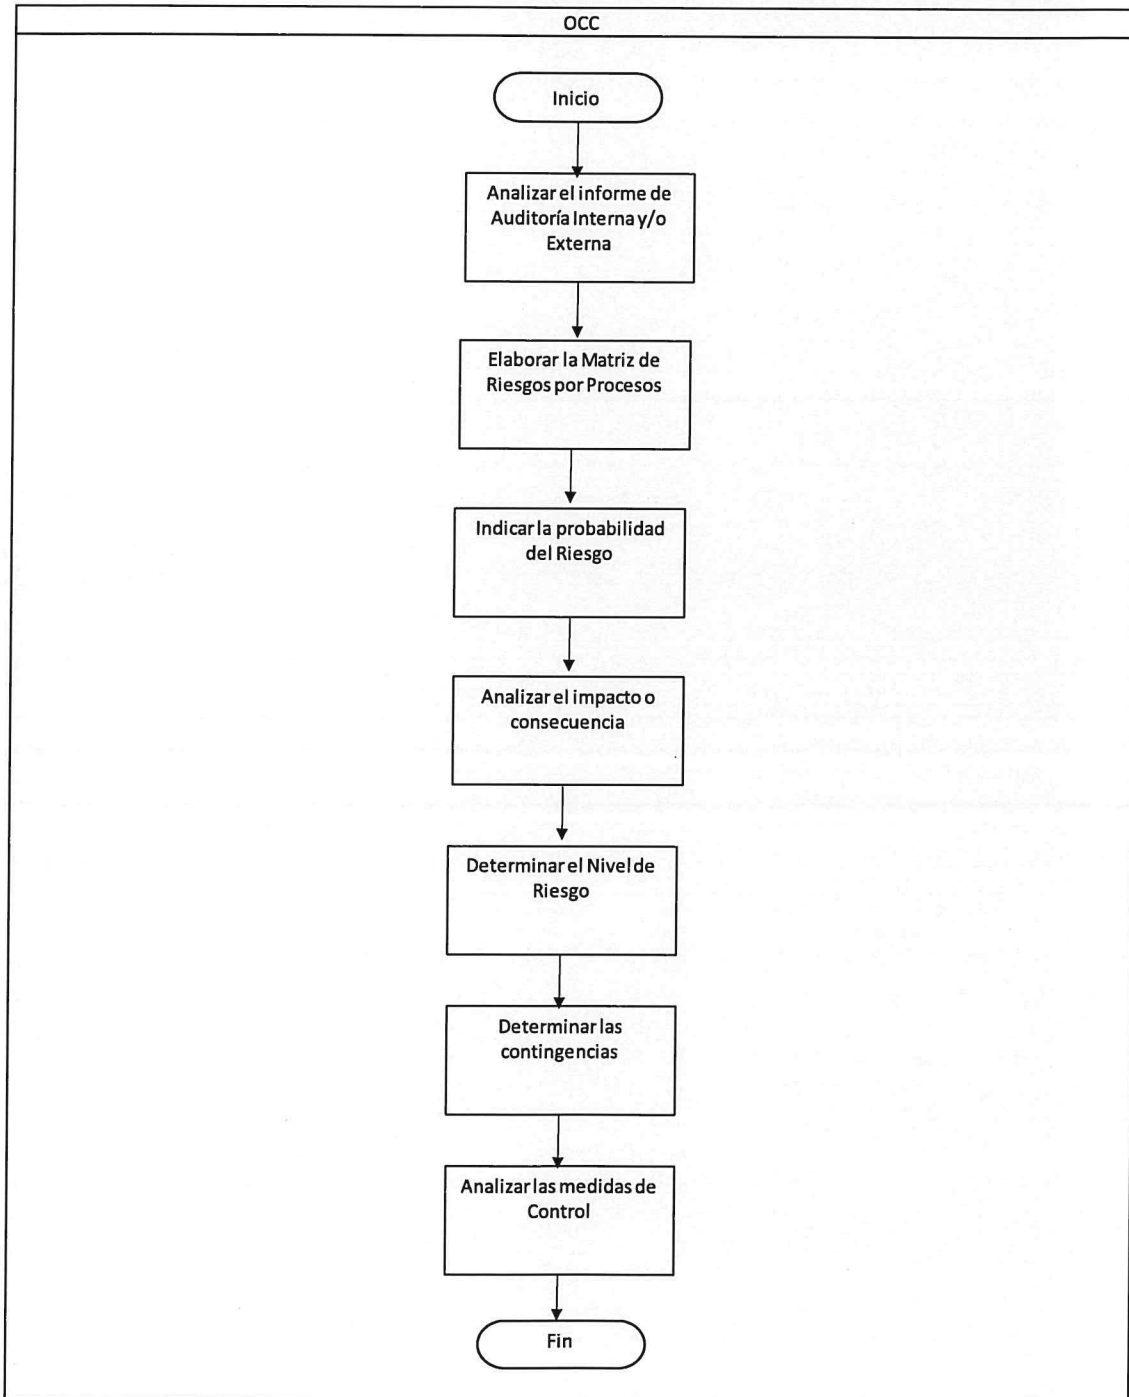 OCC
Inicio
Analizar el informe de
Auditoría Interna y/o
Externa
Elaborar la Matriz de
Riesgos por Procesos
Indicar la probabilidad
del Riesgo
Analizar el impacto o
consecuencia
Determinar el Nivel de
Riesgo
Determinar las
contingencias
Analizar las medidas de
Control
Fin